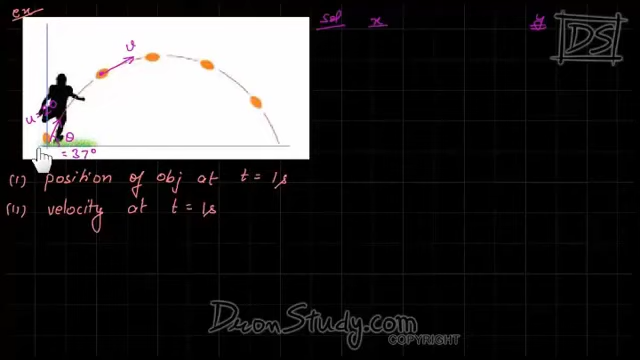 ex
sol x y
DS
v
u
θ
= 37°
(i) position of obj at t = 1s
(ii) velocity at t = 1s
DronStudy.com
COPYRIGHT